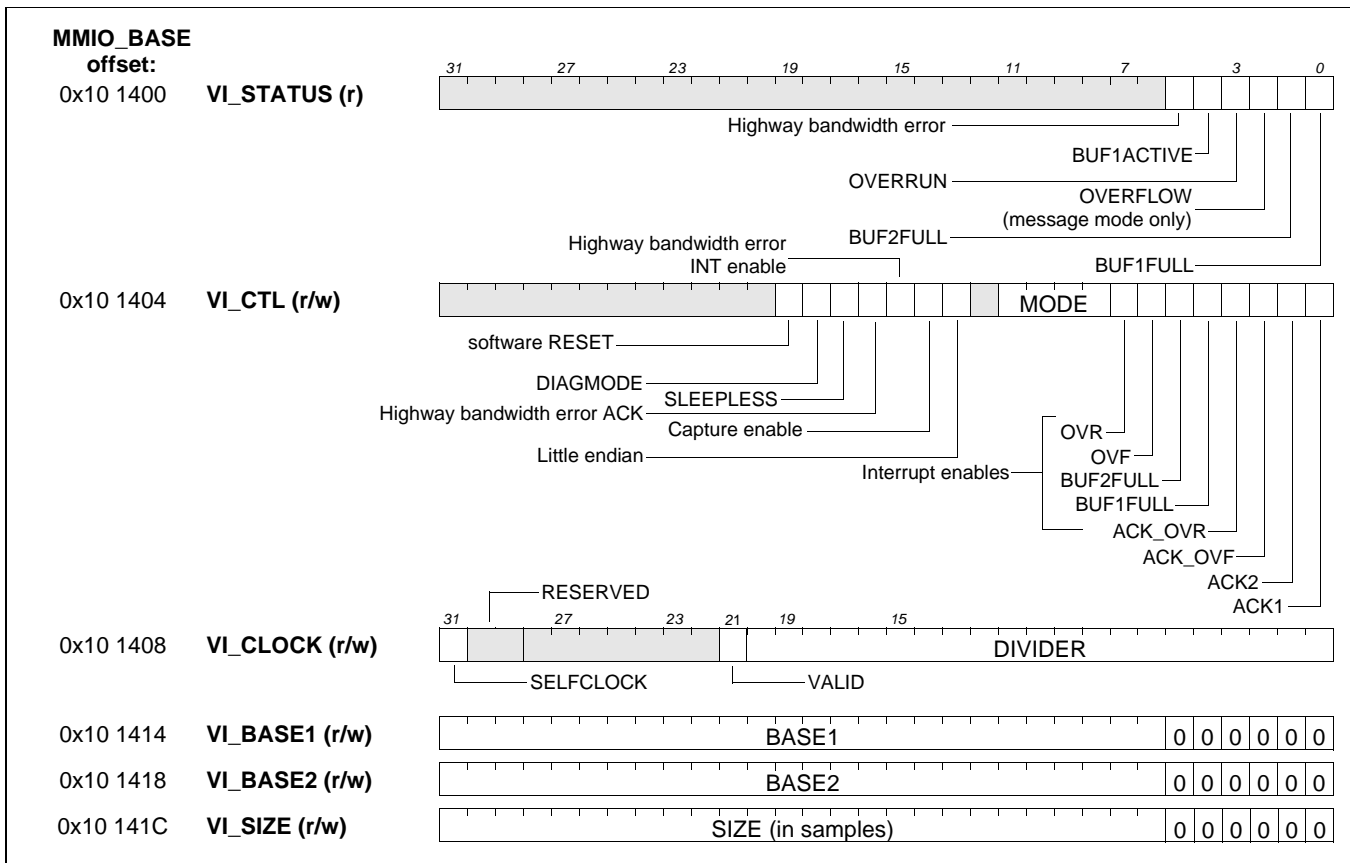 MMIO_BASE
offset:
31 27 23 19 15 11 7 3 0
0x10 1400 VI_STATUS (r)
Highway bandwidth error
BUF1ACTIVE
OVERRUN
OVERFLOW
(message mode only)
BUF2FULL
Highway bandwidth error
INT enable
BUF1FULL
0x10 1404 VI_CTL (r/w)
MODE
software RESET
DIAGMODE
SLEEPLESS
Highway bandwidth error ACK
Capture enable
OVR
Little endian
OVF
Interrupt enables
BUF2FULL
BUF1FULL
ACK_OVR
ACK_OVF
ACK2
RESERVED
ACK1
31 27 23 21 19 15
0x10 1408 VI_CLOCK (r/w)
DIVIDER
SELFCLOCK
VALID
0x10 1414 VI_BASE1 (r/w) BASE1 0 0 0 0 0 0
0x10 1418 VI_BASE2 (r/w) BASE2 0 0 0 0 0 0
0x10 141C VI_SIZE (r/w) SIZE (in samples) 0 0 0 0 0 0